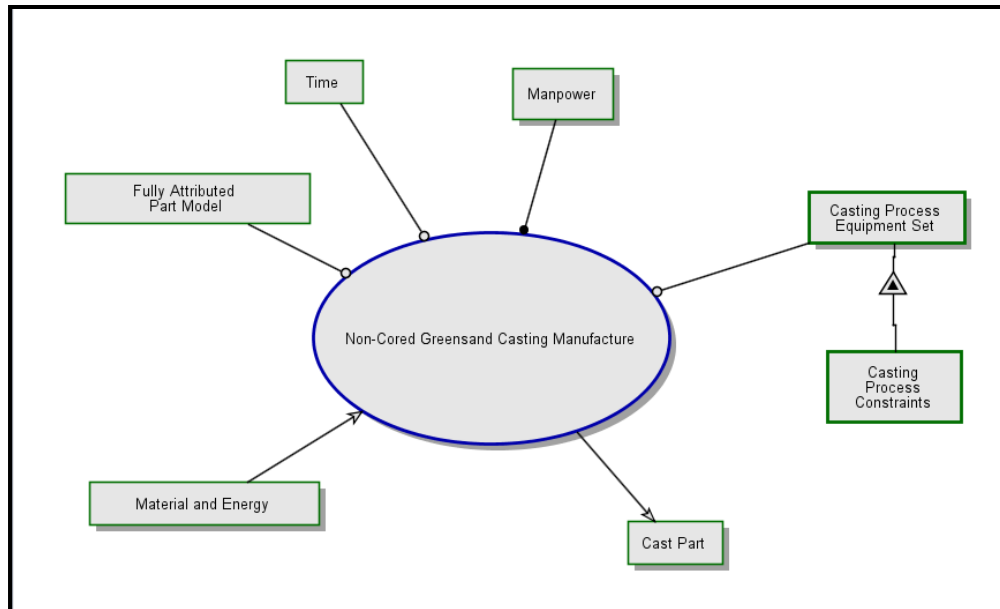 Time
Manpower
Fully Attributed
Part Model
Casting Process
Equipment Set
Non-Cored Greensand Casting Manufacture
Casting
Process
Constraints
Material and Energy
Cast Part